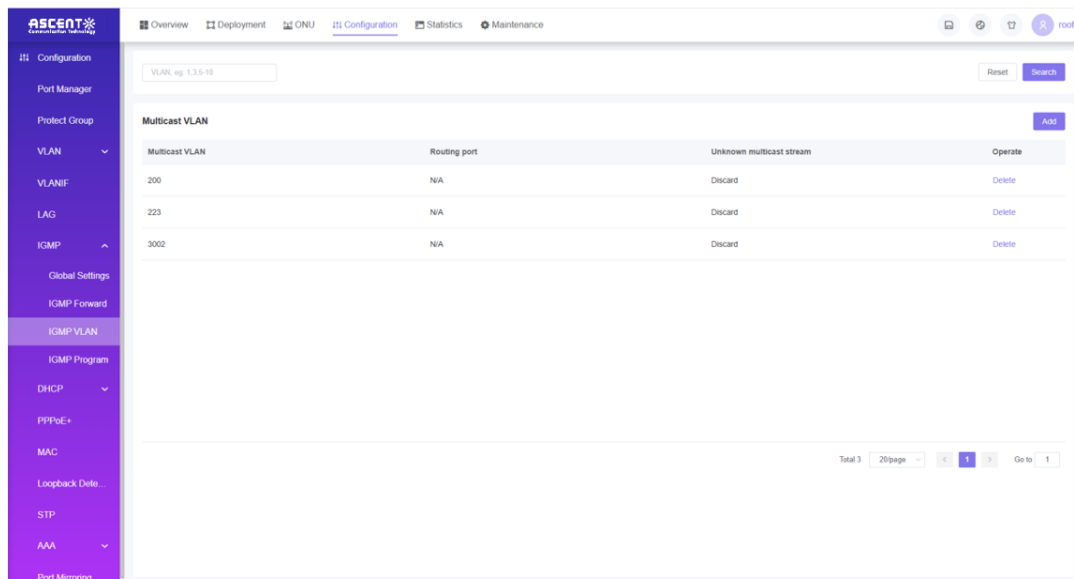 ASCENT
Communication Technology
Overview Deployment ONU Configuration Statistics Maintenance root
Configuration
Port Manager
Protect Group
VLAN
VLANIF
LAG
IGMP
Global Settings
IGMP Forward
IGMP VLAN
IGMP Program
DHCP
PPPoE+
MAC
Loopback Dete...
STP
AAA
Port Mirroring
VLAN, eg: 1,3,5-10 Reset Search
Multicast VLAN Add
Multicast VLAN Routing port Unknown multicast stream Operate
200 N/A Discard Delete
223 N/A Discard Delete
3002 N/A Discard Delete
Total 3 20/page < 1 > Go to 1